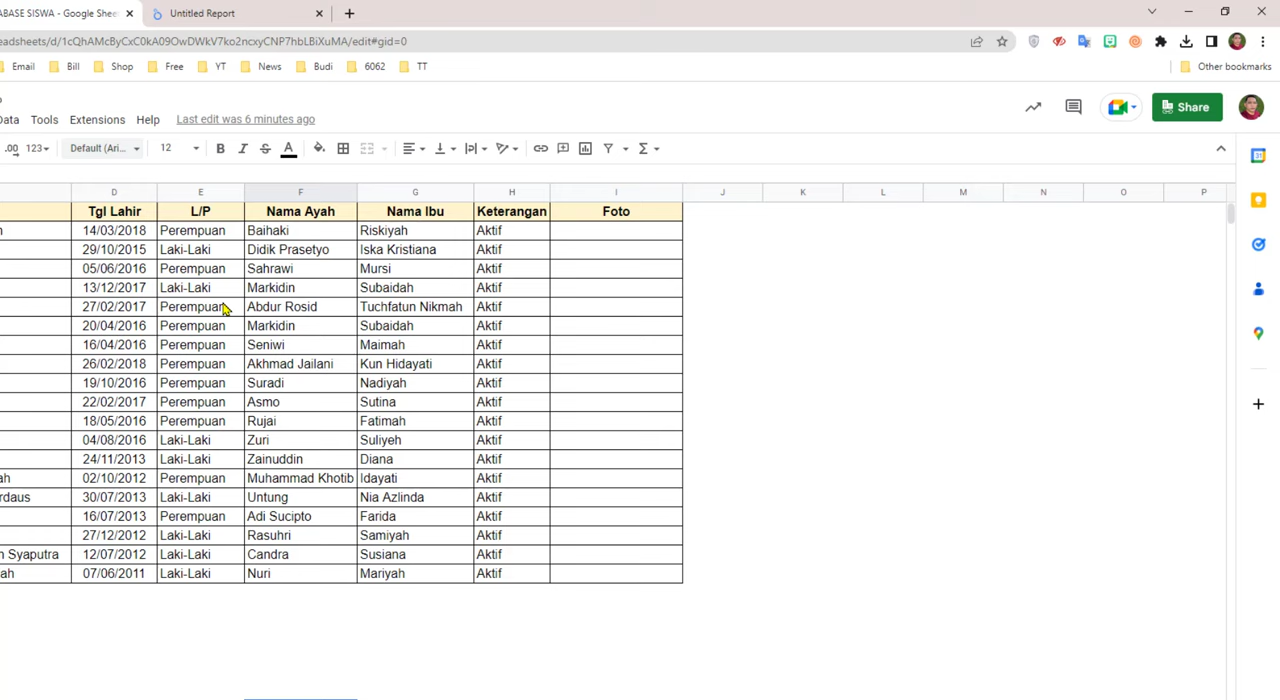 ABASE SISWA - Google Shee
Untitled Report
eadsheets/d/1cQhAMcByCxC0kA09OwDWkV7ko2ncxyCNP7hbLBiXuMA/edit#gid=0
Email Bill Shop Free YT News Budi 6062 TT Other bookmarks
Data Tools Extensions Help Last edit was 6 minutes ago Share
.00 123 Default (Ari... 12 B I S A
D E F G H I J K L M N O P
Tgl Lahir L/P Nama Ayah Nama Ibu Keterangan Foto
n 14/03/2018 Perempuan Baihaki Riskiyah Aktif
29/10/2015 Laki-Laki Didik Prasetyo Iska Kristiana Aktif
05/06/2016 Perempuan Sahrawi Mursi Aktif
13/12/2017 Laki-Laki Markidin Subaidah Aktif
27/02/2017 Perempuan Abdur Rosid Tuchfatun Nikmah Aktif
20/04/2016 Perempuan Markidin Subaidah Aktif
16/04/2016 Perempuan Seniwi Maimah Aktif
26/02/2018 Perempuan Akhmad Jailani Kun Hidayati Aktif
19/10/2016 Perempuan Suradi Nadiyah Aktif
22/02/2017 Perempuan Asmo Sutina Aktif
18/05/2016 Perempuan Rujai Fatimah Aktif
04/08/2016 Laki-Laki Zuri Suliyeh Aktif
24/11/2013 Laki-Laki Zainuddin Diana Aktif
ah 02/10/2012 Perempuan Muhammad Khotib Idayati Aktif
rdaus 30/07/2013 Laki-Laki Untung Nia Azlinda Aktif
16/07/2013 Perempuan Adi Sucipto Farida Aktif
27/12/2012 Laki-Laki Rasuhri Samiyah Aktif
n Syaputra 12/07/2012 Laki-Laki Candra Susiana Aktif
ah 07/06/2011 Laki-Laki Nuri Mariyah Aktif